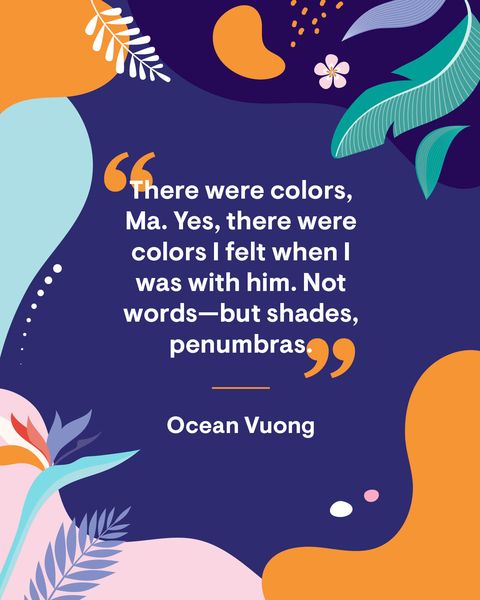 “There were colors,
Ma. Yes, there were
colors I felt when I
was with him. Not
words—but shades,
penumbras.”
Ocean Vuong